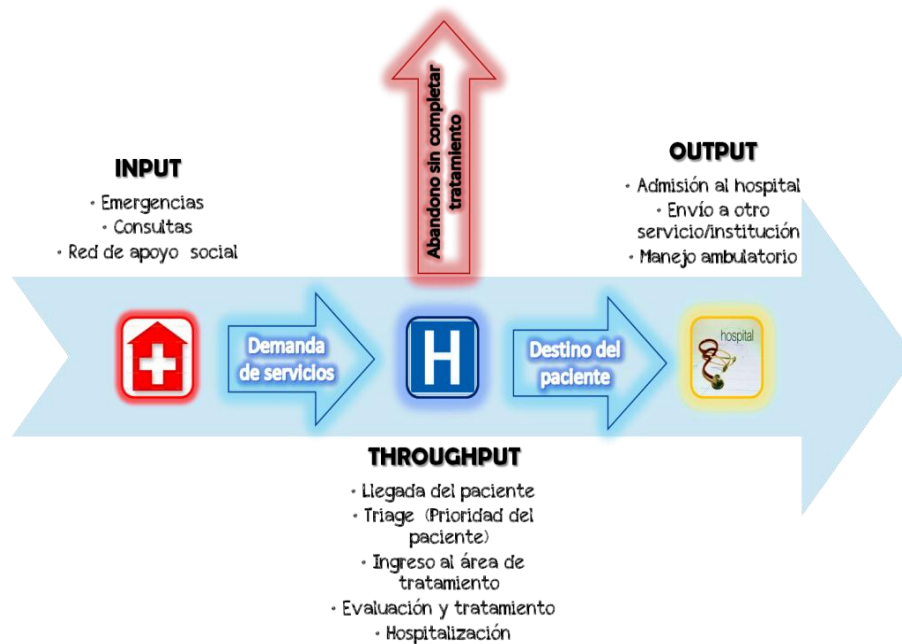 INPUT
· Emergencias
· Consultas
· Red de apoyo social
Abandono sin completar
tratamiento
OUTPUT
· Admisión al hospital
· Envío a otro
servicio/institución
· Manejo ambulatorio
Demanda
de servicios
H
Destino del
paciente
hospital
THROUGHPUT
· Llegada del paciente
· Triage (Prioridad del
paciente)
· Ingreso al área de
tratamiento
· Evaluación y tratamiento
· Hospitalización